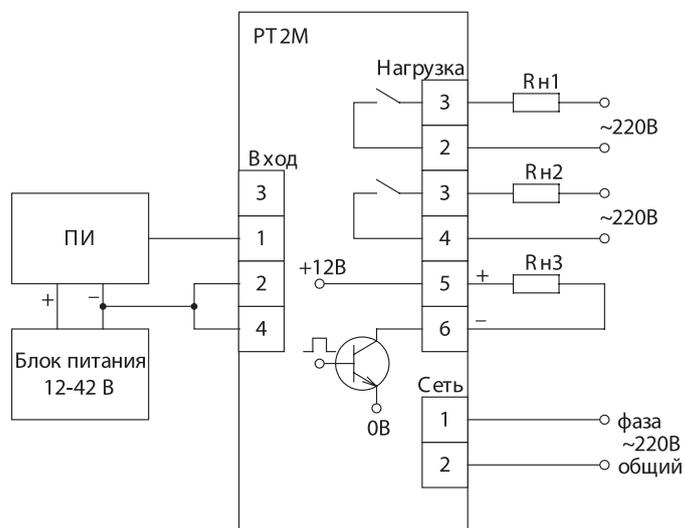 РТ2М
Нагрузка
3
Rн1
~220В
2
Вход
3
3
Rн2
~220В
ПИ
1
4
+12В
2
5
+
Rн3
+
–
4
6
–
Блок питания
12-42 В
Сеть
0В
1
фаза
~220В
2
общий